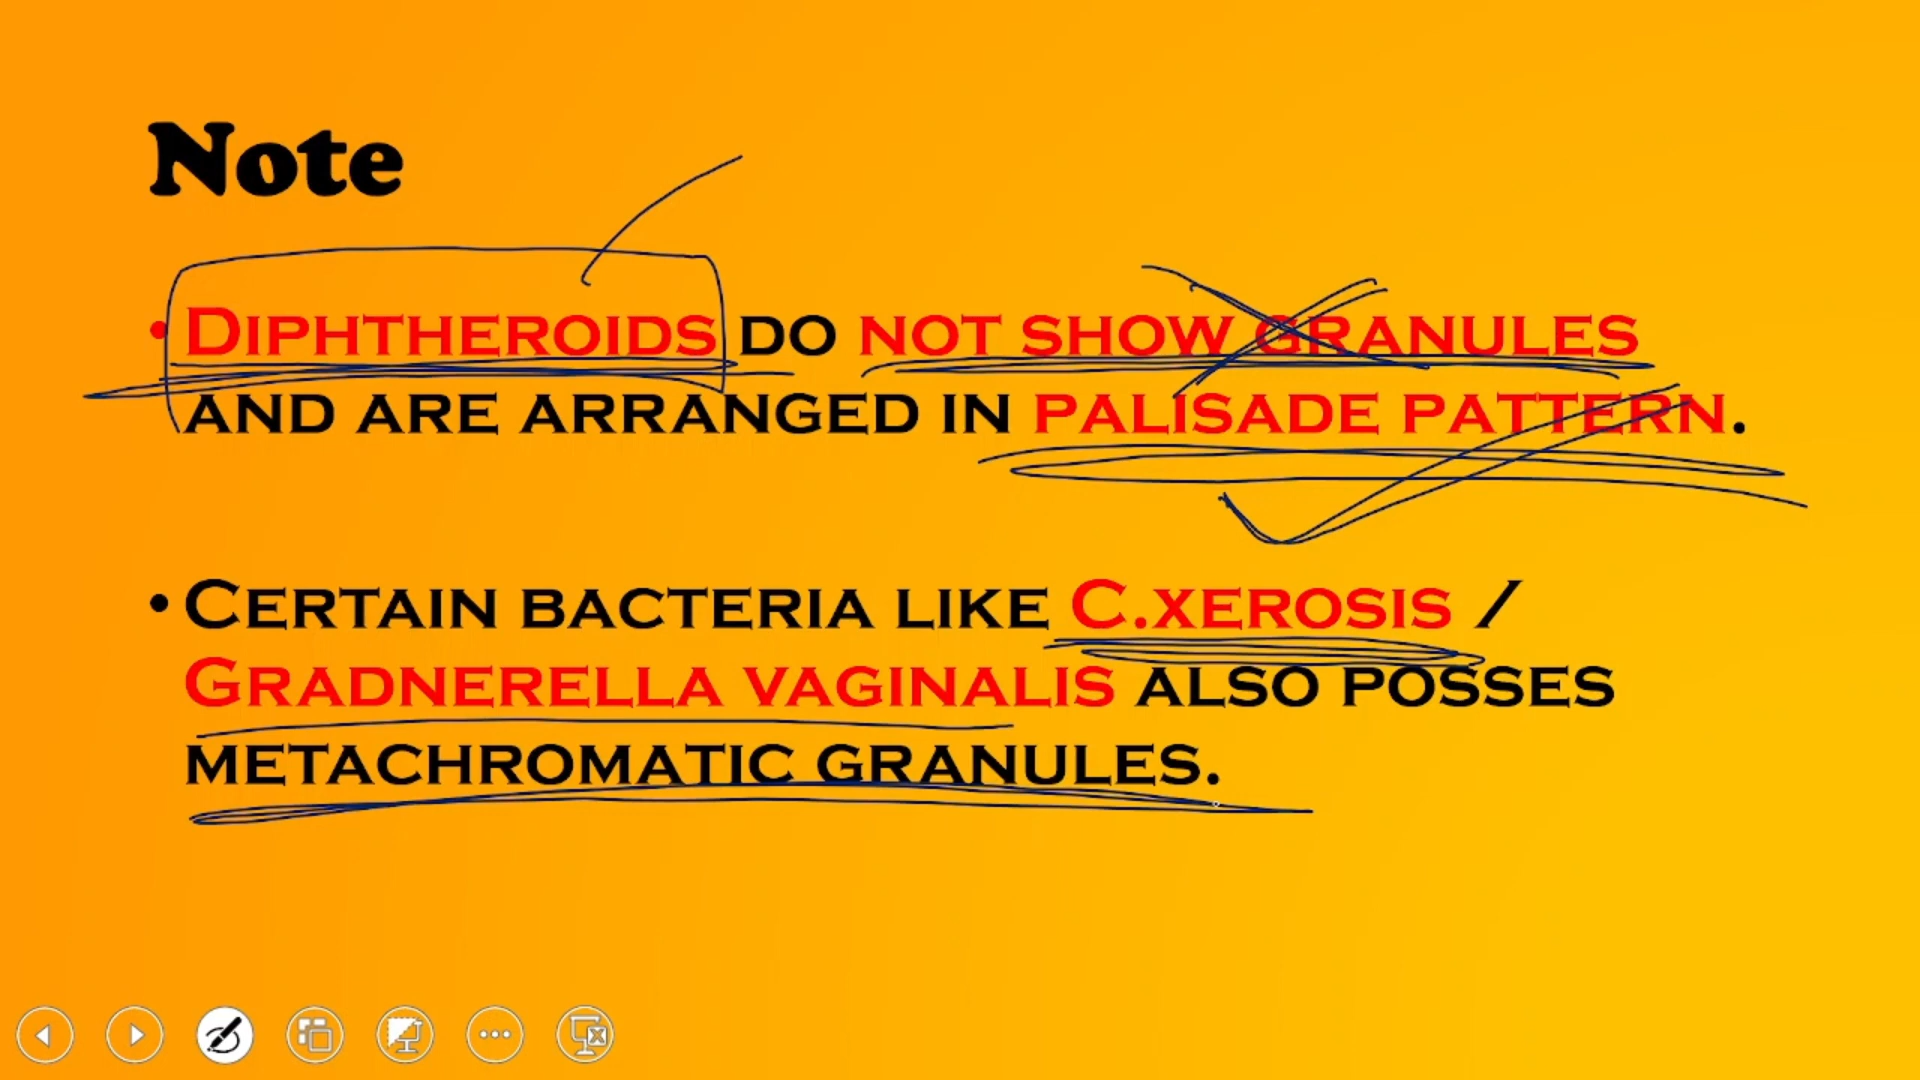 Note
• Diphtheroids do not show granules
and are arranged in palisade pattern.
• Certain bacteria like C.xerosis /
Gradnerella vaginalis also posses
metachromatic granules.